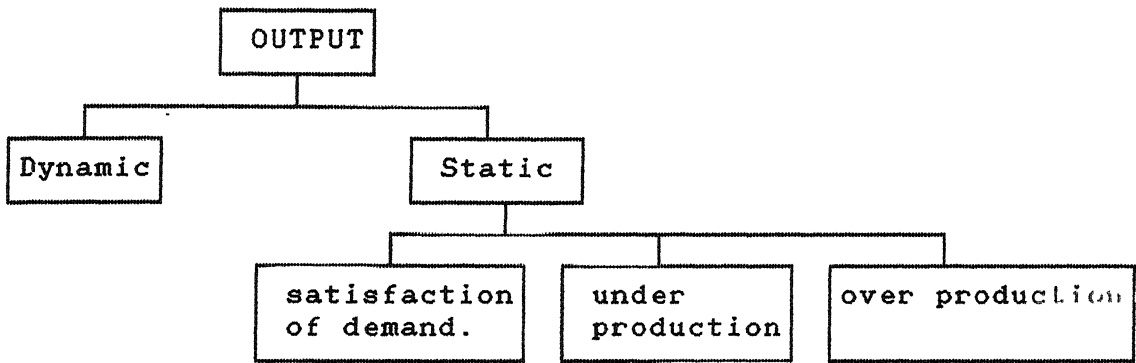 OUTPUT
Dynamic
Static
satisfaction
of demand.
under
production
over production